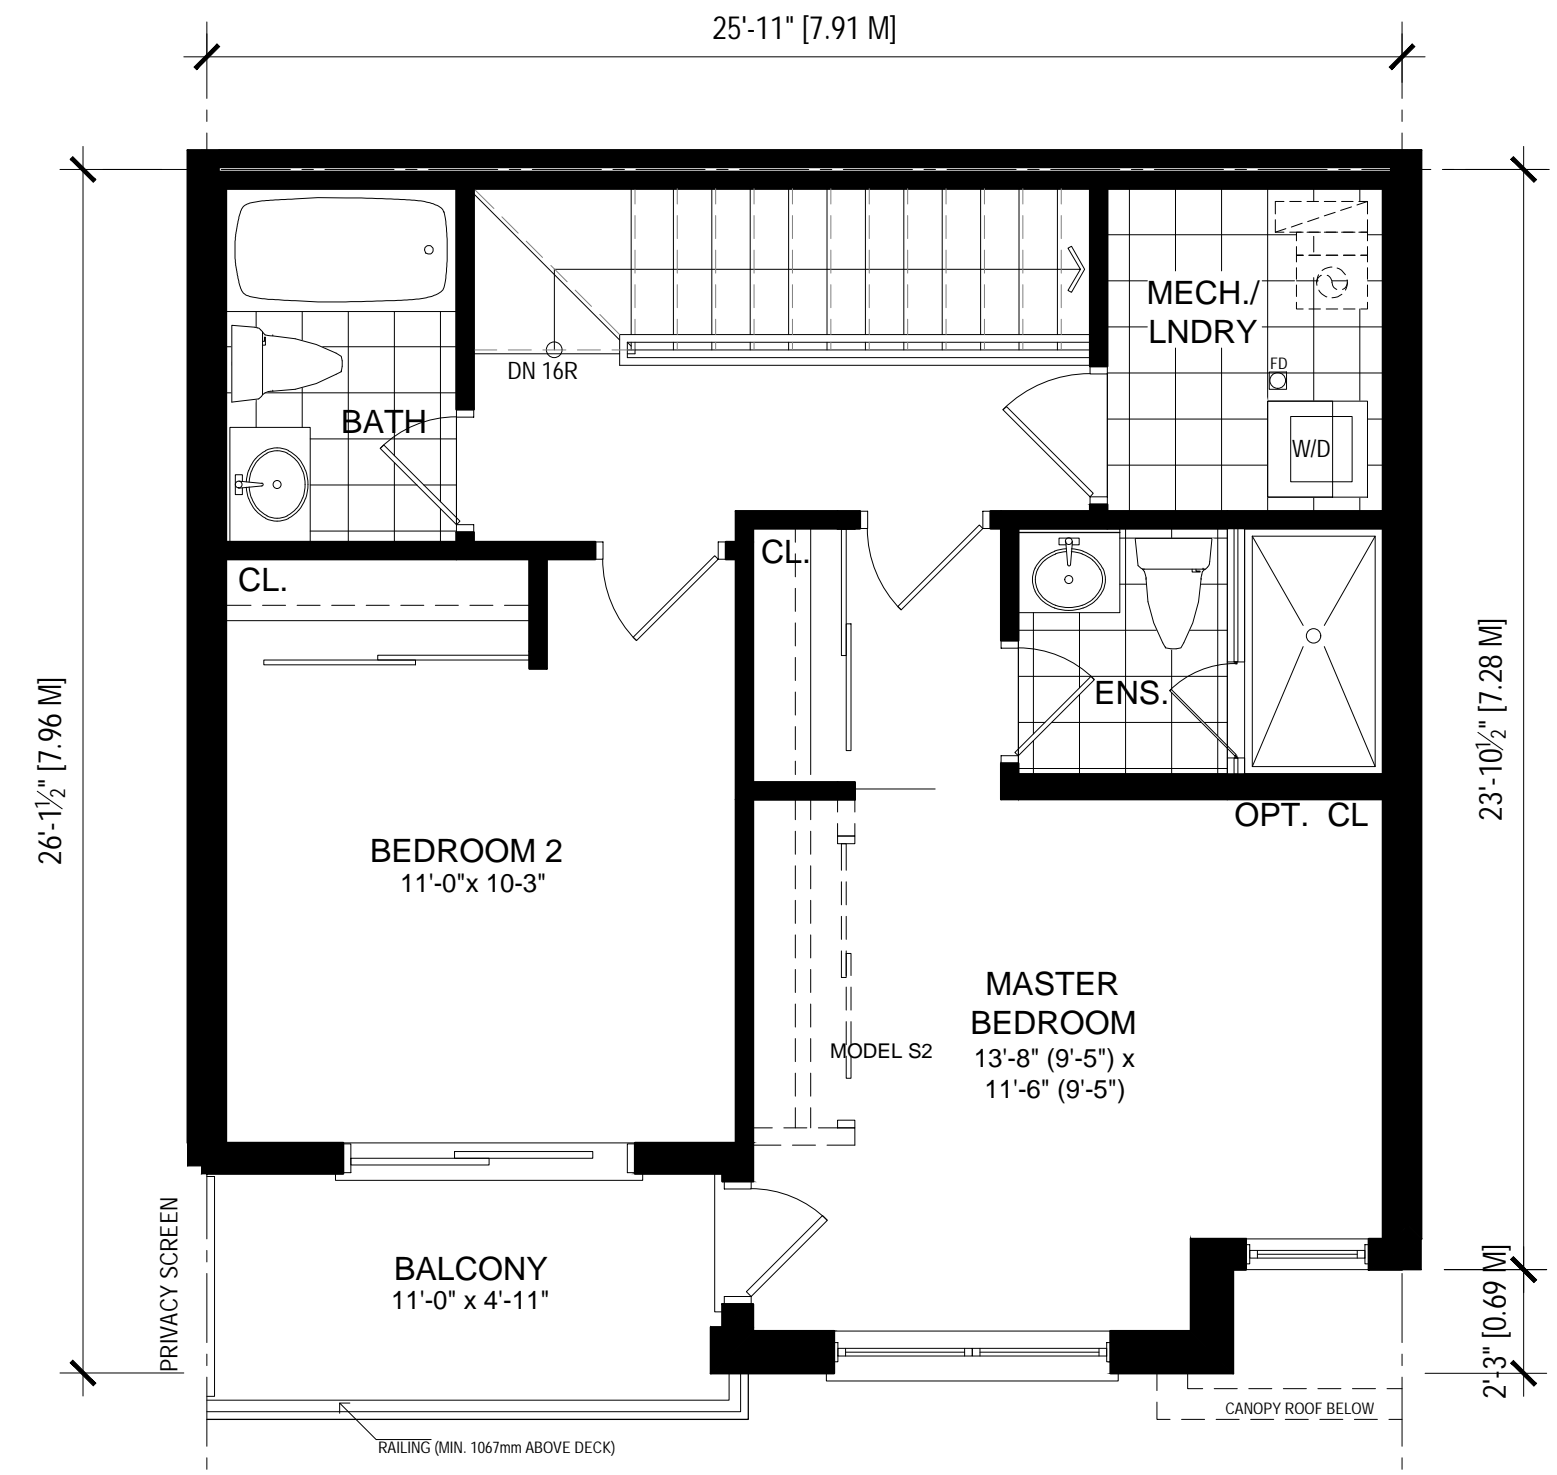 25'-11" [7.91 M]
MECH./
LNDRY
DN 16R
FD
BATH
W/D
CL.
CL.
ENS.
26'-1½" [7.96 M]
23'-10½" [7.28 M]
OPT. CL
BEDROOM 2
11'-0"x 10-3"
MASTER
BEDROOM
13'-8" (9'-5") x
11'-6" (9'-5")
MODEL S2
PRIVACY SCREEN
BALCONY
11'-0" x 4'-11"
2'-3" [0.69 M]
CANOPY ROOF BELOW
RAILING (MIN. 1067mm ABOVE DECK)